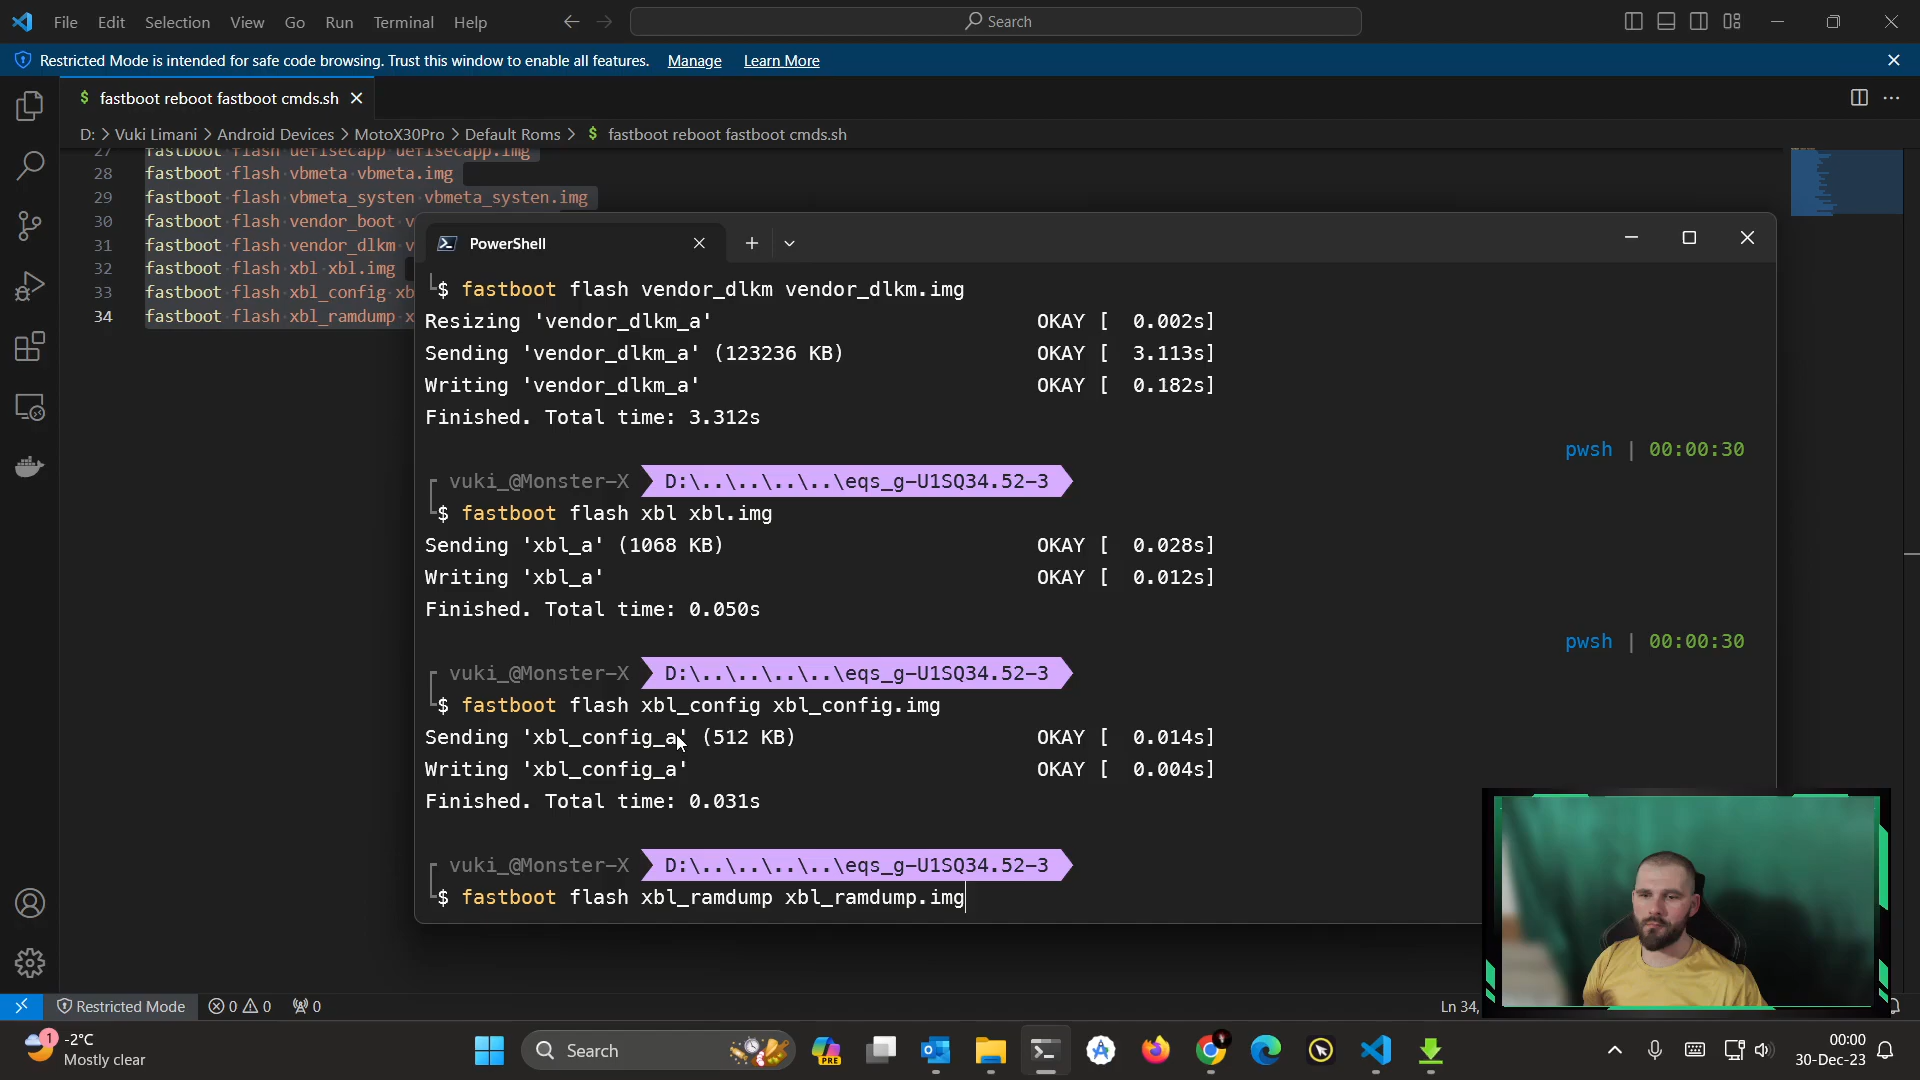 File Edit Selection View Go Run Terminal Help
Search
Restricted Mode is intended for safe code browsing. Trust this window to enable all features. Manage Learn More
$ fastboot reboot fastboot cmds.sh
D: > Vuki Limani > Android Devices > MotoX30Pro > Default Roms > $ fastboot reboot fastboot cmds.sh
27 fastboot flash uefisecapp uefisecapp.img
28 fastboot flash vbmeta vbmeta.img
29 fastboot flash vbmeta_systen vbmeta_systen.img
30 fastboot flash vendor_boot v
31 fastboot flash vendor_dlkm v
32 fastboot flash xbl xbl.img
33 fastboot flash xbl_config xb
34 fastboot flash xbl_ramdump x
PowerShell
$ fastboot flash vendor_dlkm vendor_dlkm.img
Resizing 'vendor_dlkm_a' OKAY [ 0.002s]
Sending 'vendor_dlkm_a' (123236 KB) OKAY [ 3.113s]
Writing 'vendor_dlkm_a' OKAY [ 0.182s]
Finished. Total time: 3.312s
pwsh | 00:00:30
vuki_@Monster-X D:\..\..\..\..\eqs_g-U1SQ34.52-3
$ fastboot flash xbl xbl.img
Sending 'xbl_a' (1068 KB) OKAY [ 0.028s]
Writing 'xbl_a' OKAY [ 0.012s]
Finished. Total time: 0.050s
pwsh | 00:00:30
vuki_@Monster-X D:\..\..\..\..\eqs_g-U1SQ34.52-3
$ fastboot flash xbl_config xbl_config.img
Sending 'xbl_config_a' (512 KB) OKAY [ 0.014s]
Writing 'xbl_config_a' OKAY [ 0.004s]
Finished. Total time: 0.031s
vuki_@Monster-X D:\..\..\..\..\eqs_g-U1SQ34.52-3
$ fastboot flash xbl_ramdump xbl_ramdump.img
Restricted Mode 0 0 0 Ln 34,
1 -2°C
Mostly clear
Search
PRE
00:00
30-Dec-23